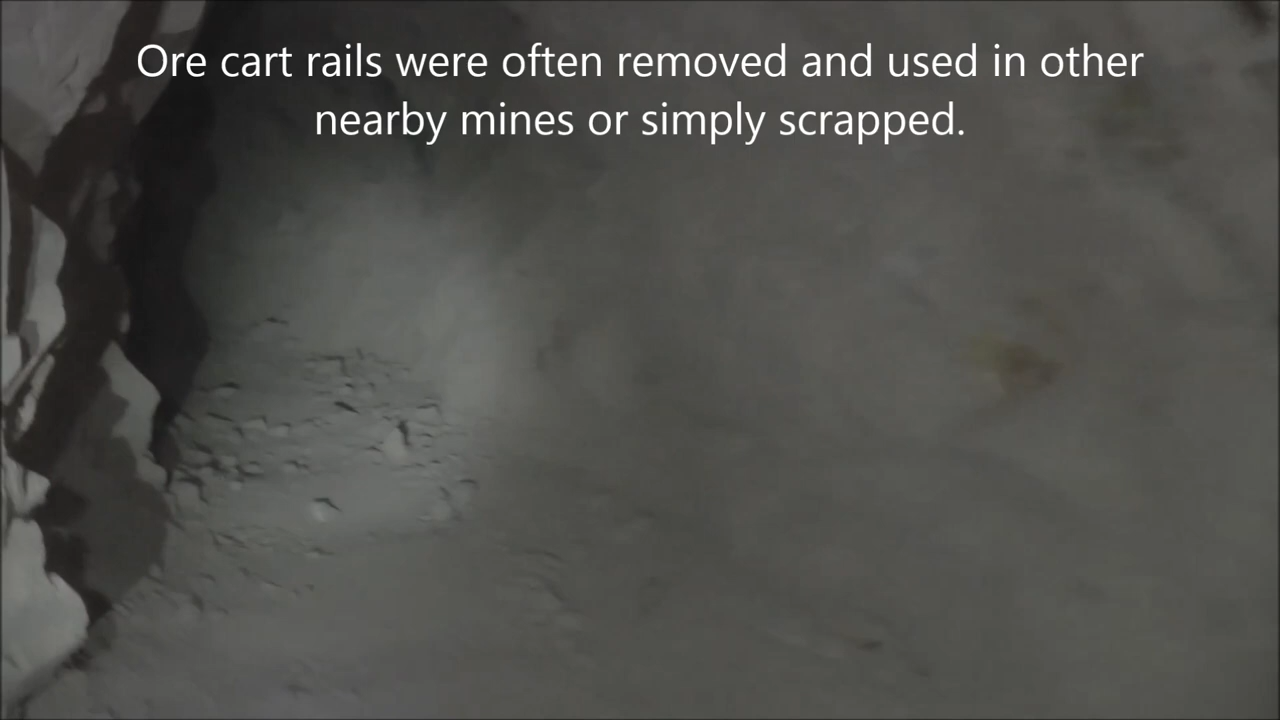 Ore cart rails were often removed and used in other
nearby mines or simply scrapped.